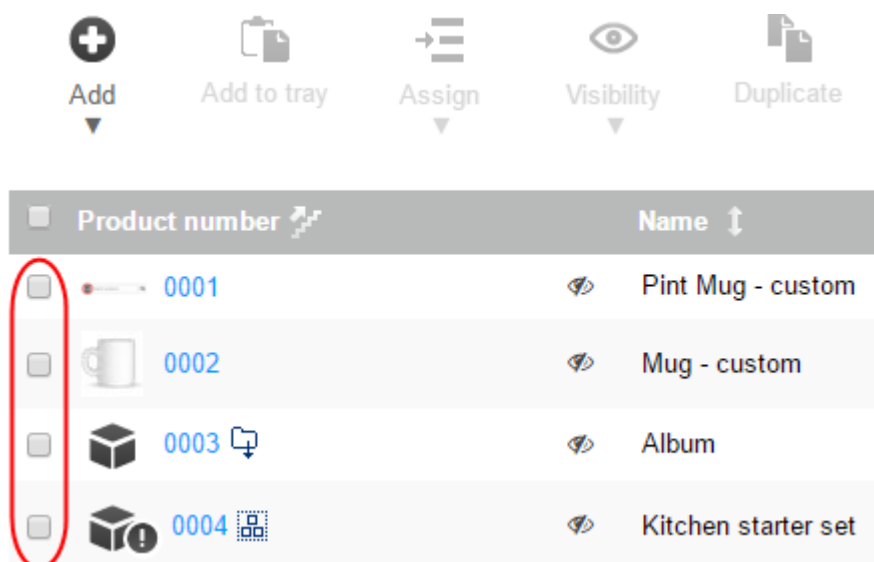 Add Add to tray Assign Visibility Duplicate
Product number Name
0001 Pint Mug - custom
0002 Mug - custom
0003 Album
0004 Kitchen starter set